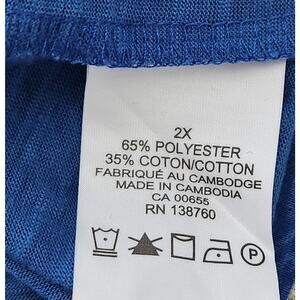 2X
65% POLYESTER
35% COTON/COTTON
FABRIQUÉ AU CAMBODGE
MADE IN CAMBODIA
CA 00655
RN 138760
P